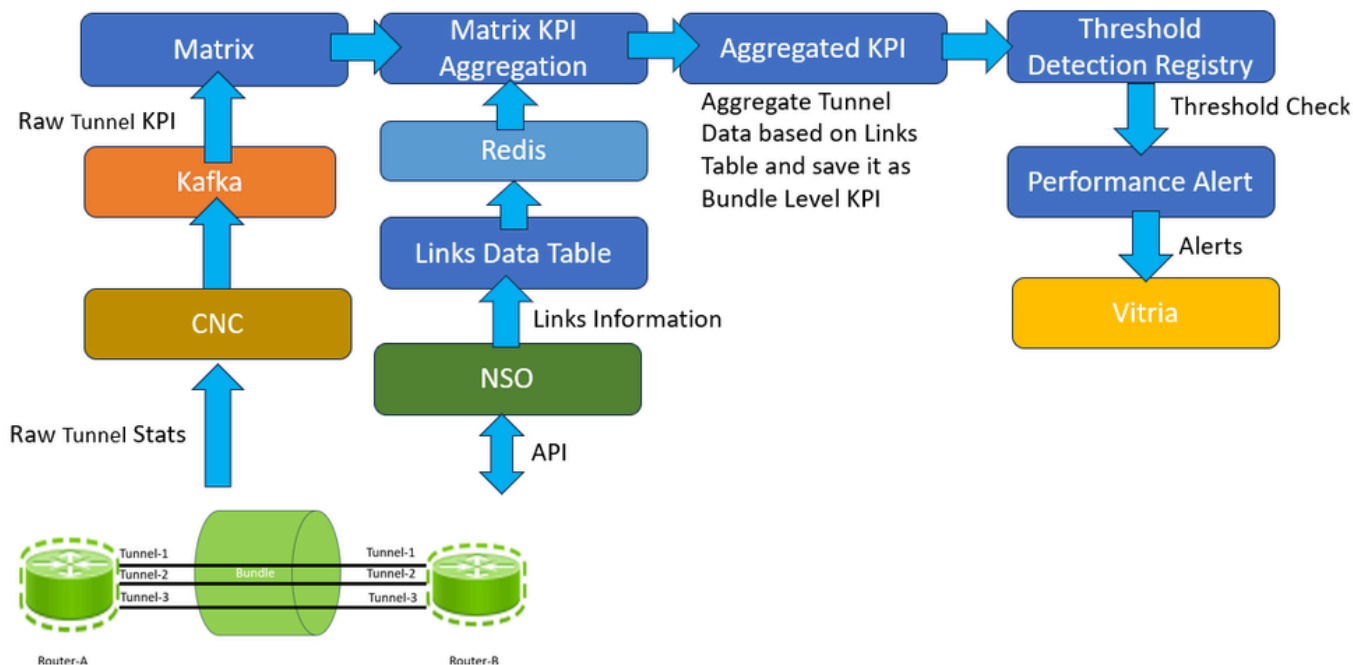 Matrix
Matrix KPI
Aggregation
Aggregated KPI
Threshold
Detection Registry
Raw Tunnel KPI
Aggregate Tunnel
Data based on Links
Table and save it as
Bundle Level KPI
Threshold Check
Kafka
Redis
Performance Alert
Links Data Table
Alerts
CNC
Links Information
Vitria
NSO
Raw Tunnel Stats
API
Tunnel-1
Tunnel-1
Tunnel-2
Bundle
Tunnel-2
Tunnel-3
Tunnel-3
Router-A
Router-B